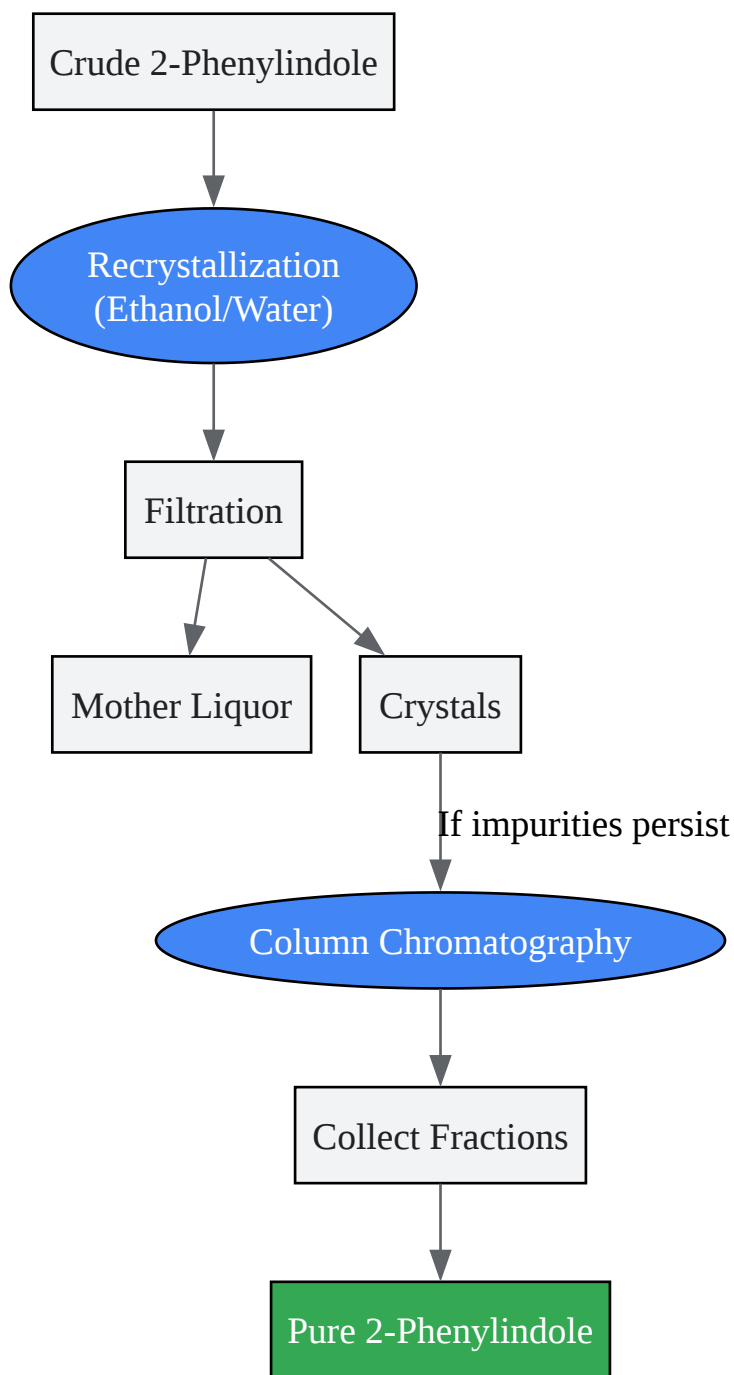 Crude 2-Phenylindole
Recrystallization
(Ethanol/Water)
Filtration
Mother Liquor
Crystals
If impurities persist
Column Chromatography
Collect Fractions
Pure 2-Phenylindole